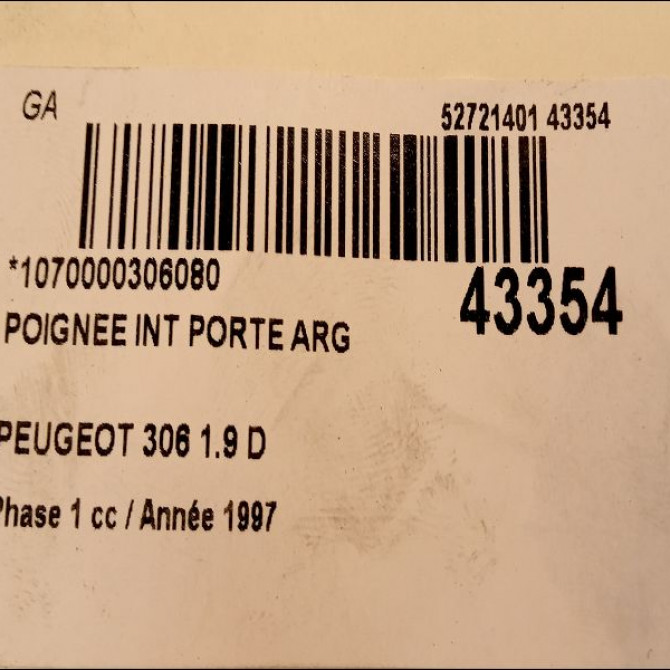 GA
52721401 43354
*1070000306080
43354
POIGNEE INT PORTE ARG
PEUGEOT 306 1.9 D
Phase 1 cc / Année 1997